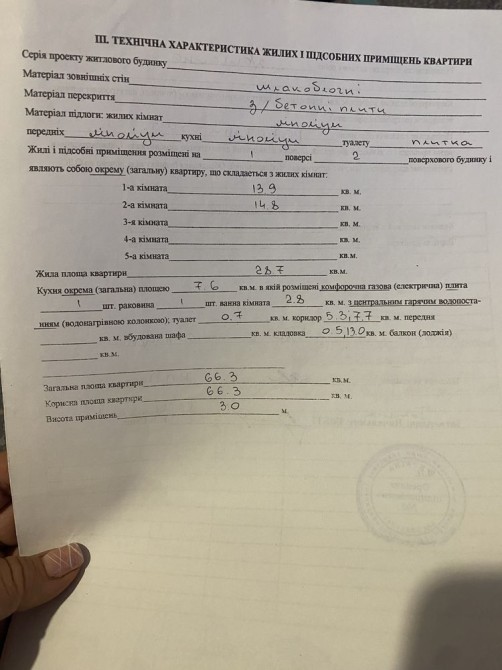 III. ТЕХНІЧНА ХАРАКТЕРИСТИКА ЖИЛИХ І ПІДСОБНИХ ПРИМІЩЕНЬ КВАРТИРИ
Серія проекту житлового будинку
Матеріал зовнішніх стін шлакоблочні
Матеріал перекриття з/бетонні плити
Матеріал підлоги: жилих кімнат ліноліум
передніх ліноліум кухні ліноліум туалету плитка
Жилі і підсобні приміщення розміщені на 1 поверсі 2 поверхового будинку і
являють собою окрему (загальну) квартиру, що складається з жилих кімнат:
1-а кімната 13.9 кв. м.
2-а кімната 14.8 кв. м.
3-я кімната кв. м.
4-а кімната кв. м.
5-а кімната кв. м.
Жила площа квартири 28.7 кв.м.
Кухня окрема (загальна) площею 7.6 кв.м. в якій розміщені комфорочна газова (електрична) плита
1 шт. раковина 1 шт. ванна кімната 2.8 кв. м. з центральним гарячим водопоста-
ням (водонагрівною колонкою); туалет 0.7 кв. м. коридор 5.3,7.7 кв. м. передня
кв. м. вбудована шафа кв. м. кладовка 0.5,13.0 кв. м. балкон (лоджія)
кв.м.
Загальна площа квартири 66.3 кв.м.
Корисна площа квартири 66.3 кв. м.
Висота приміщень 3.0 м.